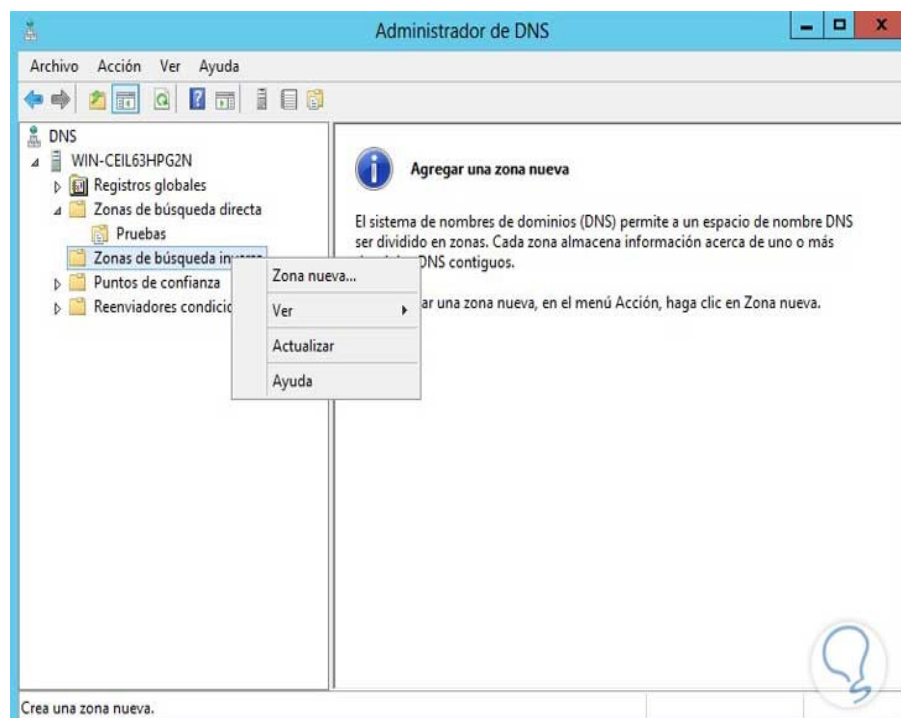 Administrador de DNS
Archivo Acción Ver Ayuda
DNS
WIN-CEIL63HPG2N
Registros globales
Zonas de búsqueda directa
Pruebas
Zonas de búsqueda
Puntos de confianza
Reenviadores
Zona nueva...
Ver
Actualizar
Ayuda
Agregar una zona nueva
El sistema de nombres de dominios (DNS) permite a un espacio de nombre DNS
ser dividido en zonas. Cada zona almacena información acerca de uno o más
DNS contiguos.
una zona nueva, en el menú Acción, haga clic en Zona nueva.
Crea una zona nueva.